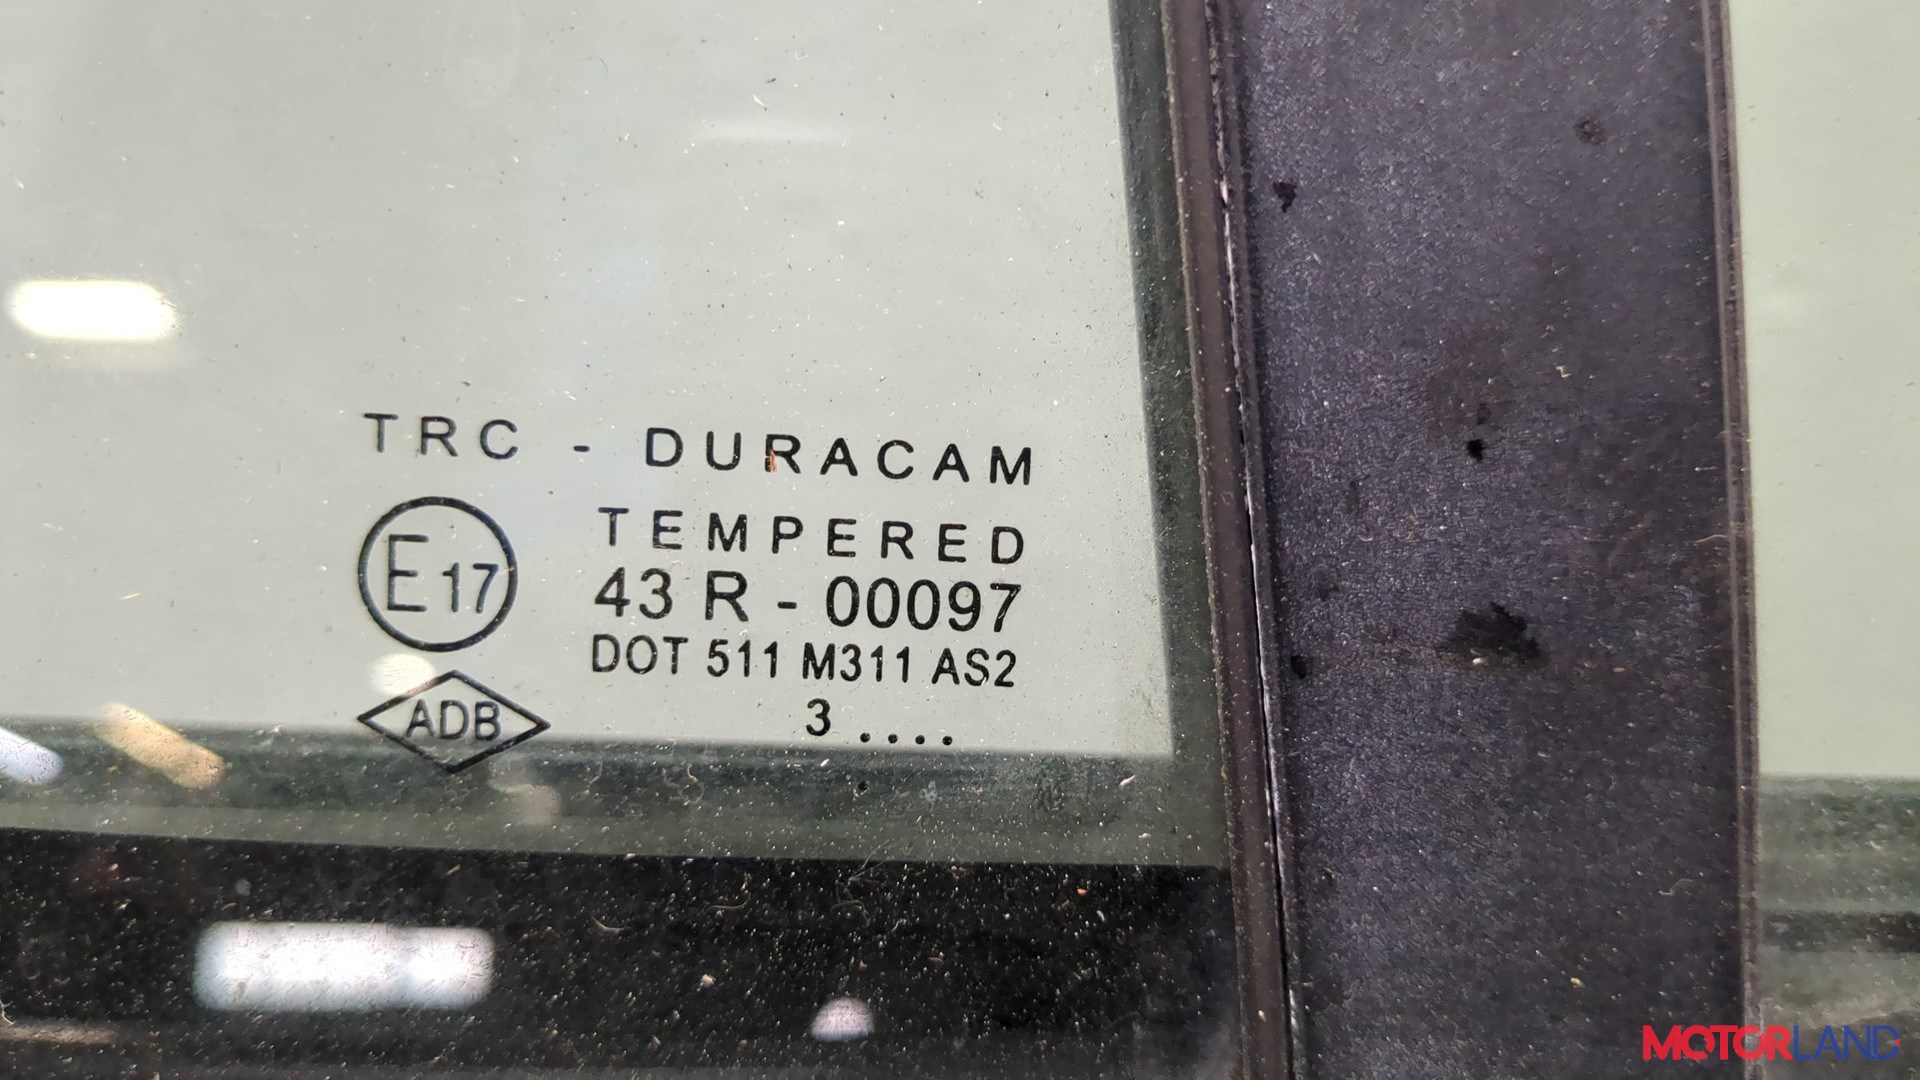 TRC - DURACAM
TEMPERED
E17
43 R - 00097
DOT 511 M311 AS2
ADB
3 ....
MOTORLAND